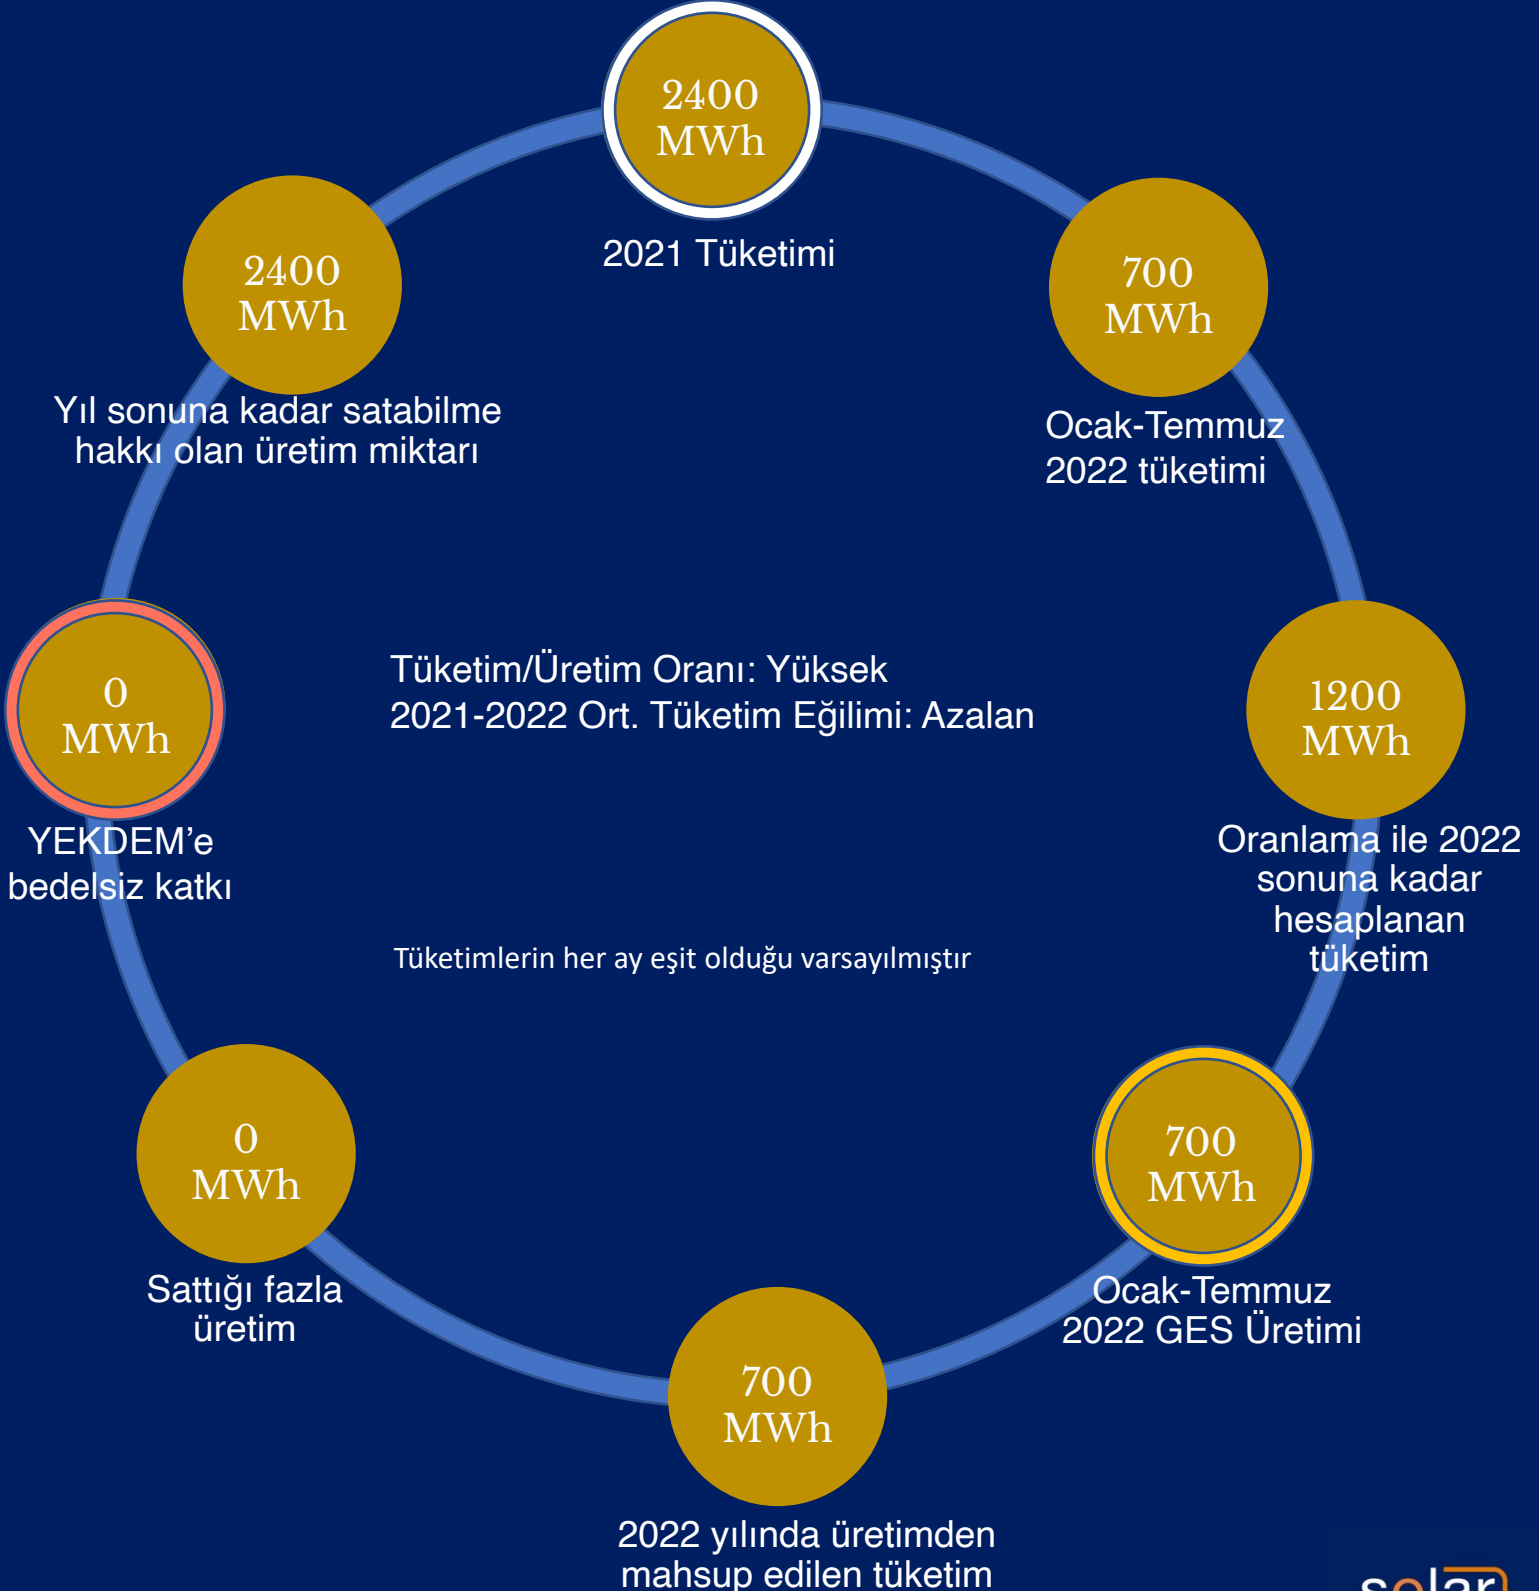 2400
MWh
2021 Tüketimi
700
MWh
Ocak-Temmuz
2022 tüketimi
1200
MWh
Oranlama ile 2022
sonuna kadar
hesaplanan
tüketim
700
MWh
Ocak-Temmuz
2022 GES Üretimi
700
MWh
2022 yılında üretimden
mahsup edilen tüketim
0
MWh
Sattığı fazla
üretim
0
MWh
YEKDEM’e
bedelsiz katkı
2400
MWh
Yıl sonuna kadar satabilme
hakkı olan üretim miktarı
Tüketim/Üretim Oranı: Yüksek
2021-2022 Ort. Tüketim Eğilimi: Azalan
Tüketimlerin her ay eşit olduğu varsayılmıştır
solar